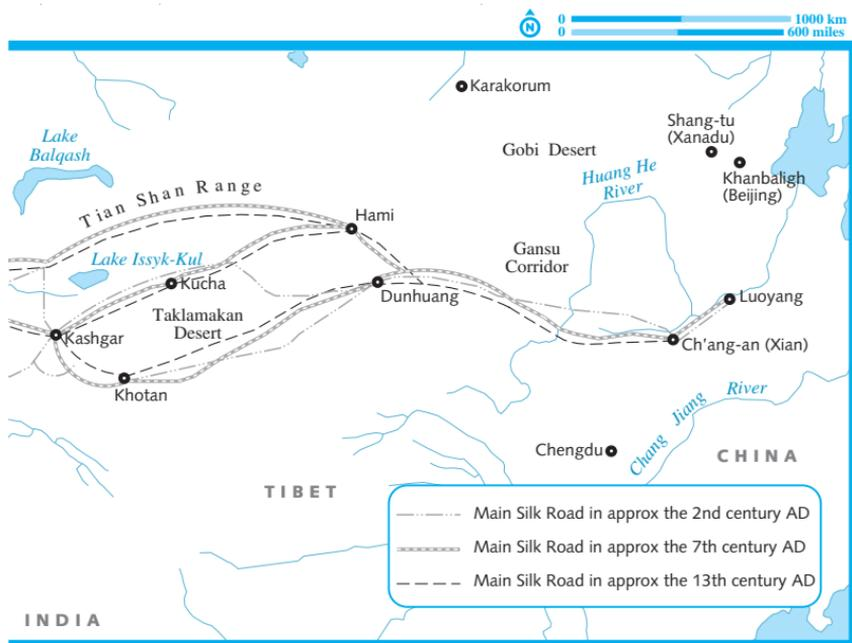 N
0
1000 km
0
600 miles
Karakorum
Shang-tu
(Xanadu)
Lake
Balqash
Gobi Desert
Khanbaligh
(Beijing)
Huang He
River
Tian Shan Range
Hami
Gansu
Corridor
Lake Issyk-Kul
Kucha
Dunhuang
Luoyang
Taklamakan
Desert
Kashgar
Ch'ang-an (Xian)
Khotan
Chang Jiang River
Chengdu
CHINA
TIBET
Main Silk Road in approx the 2nd century AD
Main Silk Road in approx the 7th century AD
Main Silk Road in approx the 13th century AD
INDIA